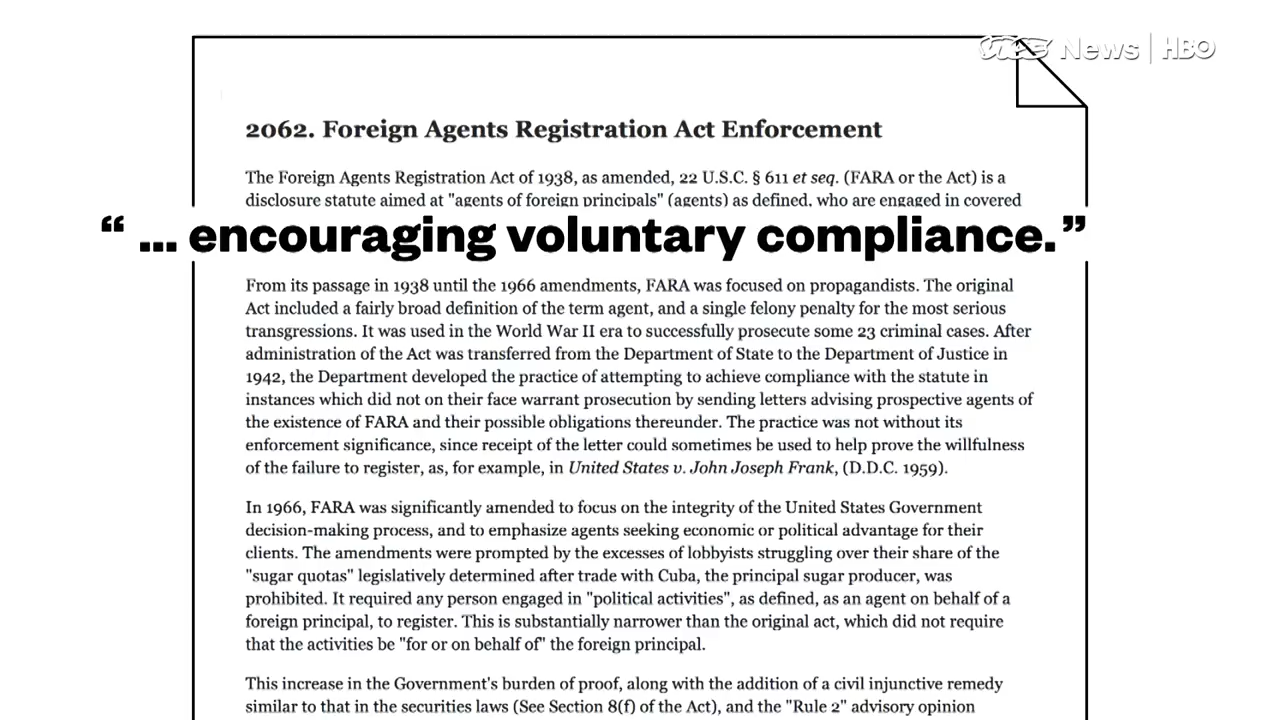 VICE News | HBO
2062. Foreign Agents Registration Act Enforcement
The Foreign Agents Registration Act of 1938, as amended, 22 U.S.C. § 611 et seq. (FARA or the Act) is a
disclosure statute aimed at "agents of foreign principals" (agents) as defined, who are engaged in covered
“ ... encouraging voluntary compliance.”
From its passage in 1938 until the 1966 amendments, FARA was focused on propagandists. The original
Act included a fairly broad definition of the term agent, and a single felony penalty for the most serious
transgressions. It was used in the World War II era to successfully prosecute some 23 criminal cases. After
administration of the Act was transferred from the Department of State to the Department of Justice in
1942, the Department developed the practice of attempting to achieve compliance with the statute in
instances which did not on their face warrant prosecution by sending letters advising prospective agents of
the existence of FARA and their possible obligations thereunder. The practice was not without its
enforcement significance, since receipt of the letter could sometimes be used to help prove the willfulness
of the failure to register, as, for example, in United States v. John Joseph Frank, (D.D.C. 1959).
In 1966, FARA was significantly amended to focus on the integrity of the United States Government
decision-making process, and to emphasize agents seeking economic or political advantage for their
clients. The amendments were prompted by the excesses of lobbyists struggling over their share of the
"sugar quotas" legislatively determined after trade with Cuba, the principal sugar producer, was
prohibited. It required any person engaged in "political activities", as defined, as an agent on behalf of a
foreign principal, to register. This is substantially narrower than the original act, which did not require
that the activities be "for or on behalf of" the foreign principal.
This increase in the Government's burden of proof, along with the addition of a civil injunctive remedy
similar to that in the securities laws (See Section 8(f) of the Act), and the "Rule 2" advisory opinion